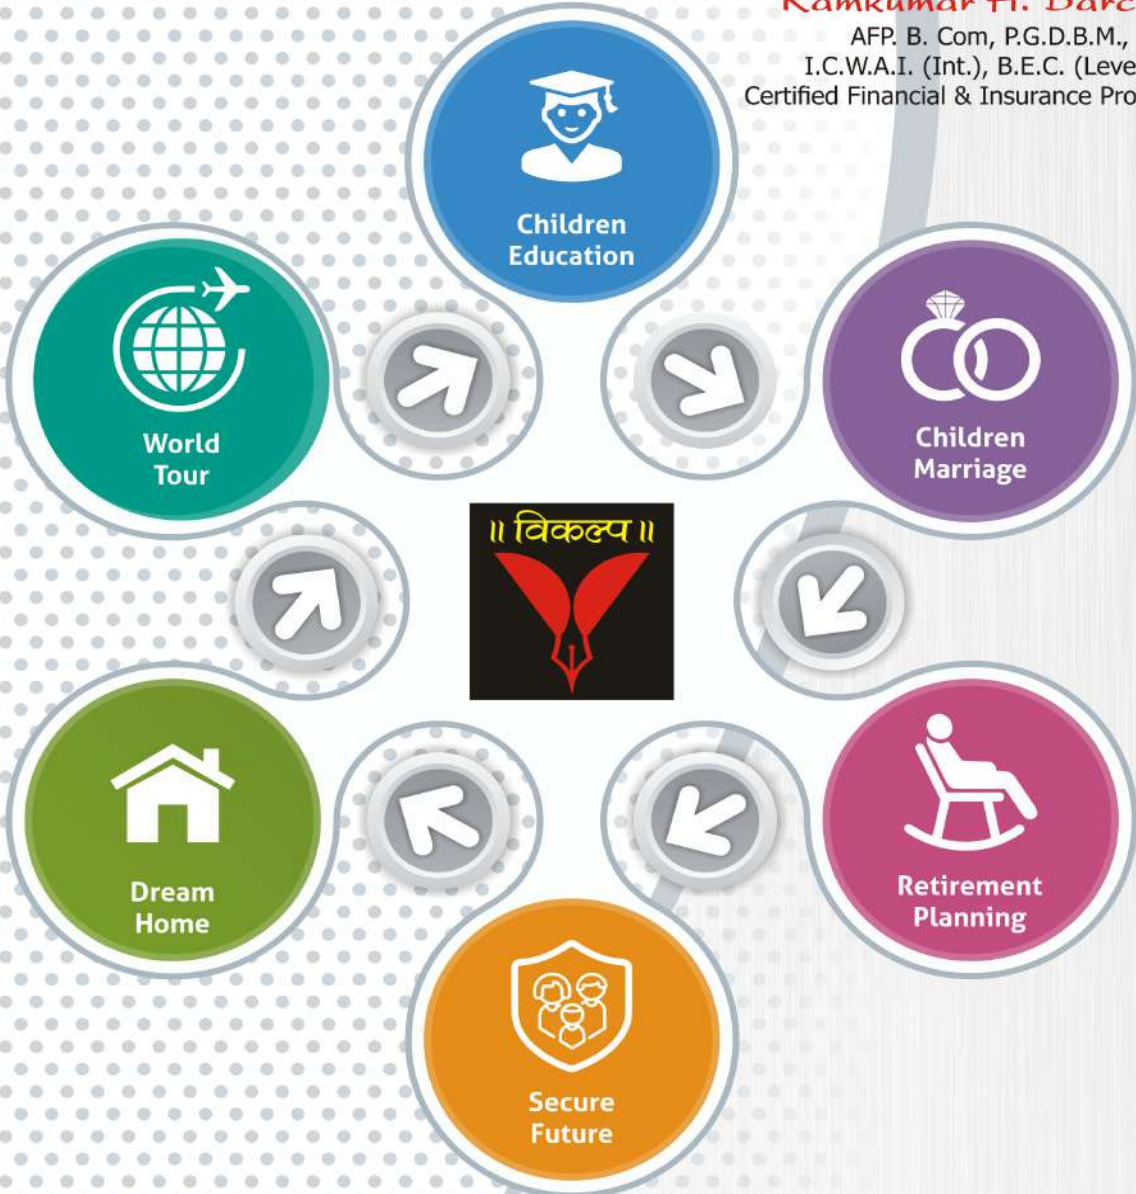 Ramkumar H.
AFP. B. Com, P.G.D.B.M.,
I.C.W.A.I. (Int.), B.E.C.
Certified Financial & Insurance
Children
Education
World
Tour
Children
Marriage
॥ विकल्प ॥
Dream
Home
Retirement
Planning
Secure
Future